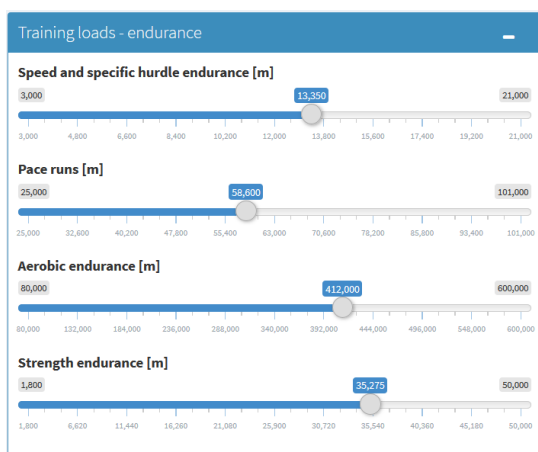 Training loads - endurance
Speed and specific hurdle endurance [m]
3,000 13,350 21,000
3,000 4,800 6,600 8,400 10,200 12,000 13,800 15,600 17,400 19,200 21,000
Pace runs [m]
25,000 58,600 101,000
25,000 32,600 40,200 47,800 55,400 63,000 70,600 78,200 85,800 93,400 101,000
Aerobic endurance [m]
80,000 412,000 600,000
80,000 132,000 184,000 236,000 288,000 340,000 392,000 444,000 496,000 548,000 600,000
Strength endurance [m]
1,800 35,275 50,000
1,800 6,620 11,440 16,260 21,080 25,900 30,720 35,540 40,360 45,180 50,000